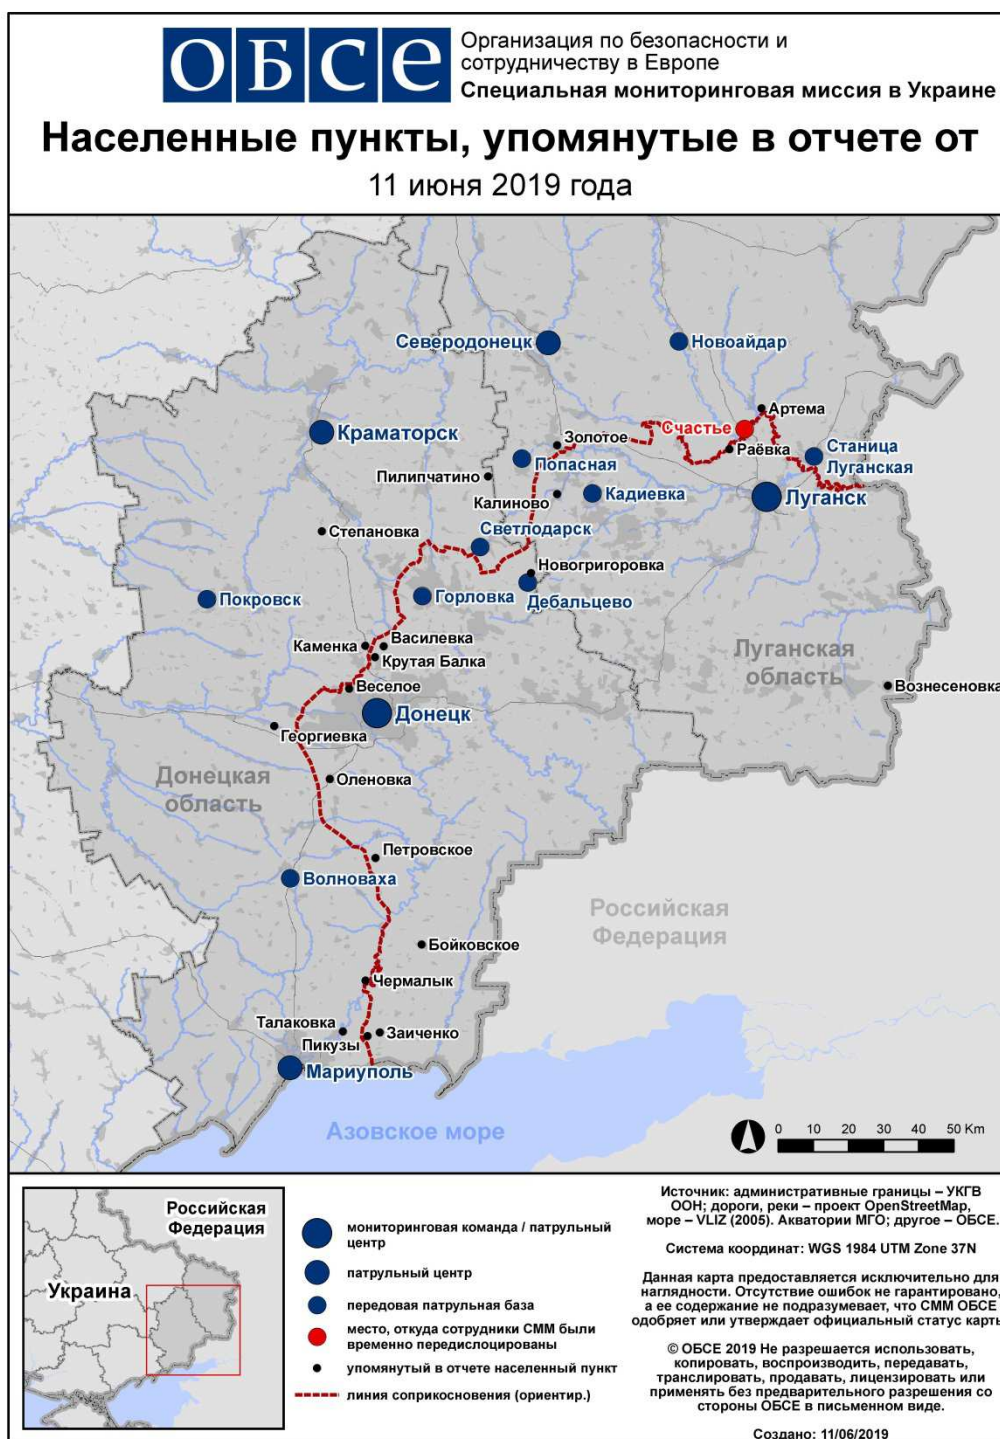 ОБСЕ
Организация по безопасности и
сотрудничеству в Европе
Специальная мониторинговая миссия в Украине
Населенные пункты, упомянутые в отчете от
11 июня 2019 года
Северодонецк
Новоайдар
Артема
Счастье
Краматорск
Золотое
Раёвка
Станица
Луганская
Попасная
Пилипчатино
Калиново
Кадиевка
Луганск
Светлодарск
Степановка
Новогригоровка
Покровск
Горловка
Дебальцево
Каменка
Василевка
Крутая Балка
Луганская
область
Веселое
Вознесеновка
Донецк
Георгиевка
Донецкая
область
Оленовка
Петровское
Волноваха
Российская
Федерация
Бойковское
Чермалык
Талаковка
Заиченко
Пикузы
Мариуполь
Азовское море
0 10 20 30 40 50 Km
Российская
Федерация
Украина
мониторинговая команда / патрульный
центр
патрульный центр
передовая патрульная база
место, откуда сотрудники СММ были
временно передислоцированы
упомянутый в отчете населенный пункт
линия соприкосновения (ориентир.)
Источник: административные границы – УКГВ
ООН; дороги, реки – проект OpenStreetMap,
море – VLIZ (2005). Акватории МГО; другое – ОБСЕ.
Система координат: WGS 1984 UTM Zone 37N
Данная карта предоставляется исключительно для
наглядности. Отсутствие ошибок не гарантировано,
а ее содержание не подразумевает, что СММ ОБСЕ
одобряет или утверждает официальный статус карты
© ОБСЕ 2019 Не разрешается использовать,
копировать, воспроизводить, передавать,
транслировать, продавать, лицензировать или
применять без предварительного разрешения со
стороны ОБСЕ в письменном виде.
Создано: 11/06/2019